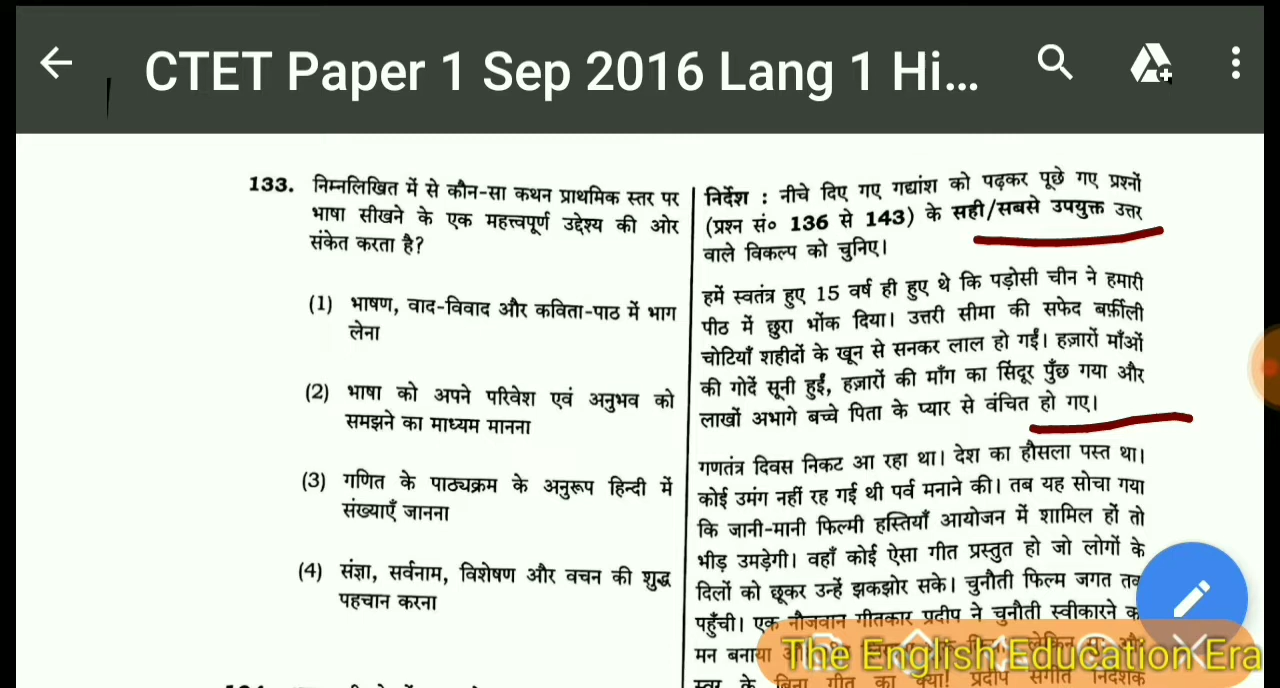 CTET Paper 1 Sep 2016 Lang 1 Hi...
133. निम्नलिखित में से कौन-सा कथन प्राथमिक स्तर पर
भाषा सीखने के एक महत्त्वपूर्ण उद्देश्य की ओर
संकेत करता है?
(1) भाषण, वाद-विवाद और कविता-पाठ में भाग
लेना
(2) भाषा को अपने परिवेश एवं अनुभव को
समझने का माध्यम मानना
(3) गणित के पाठ्यक्रम के अनुरूप हिन्दी में
संख्याएँ जानना
(4) संज्ञा, सर्वनाम, विशेषण और वचन की शुद्ध
पहचान करना
निर्देश : नीचे दिए गए गद्यांश को पढ़कर पूछे गए प्रश्नों
(प्रश्न सं० 136 से 143) के सही/सबसे उपयुक्त उत्तर
वाले विकल्प को चुनिए।
हमें स्वतंत्र हुए 15 वर्ष ही हुए थे कि पड़ोसी चीन ने हमारी
पीठ में छुरा भोंक दिया। उत्तरी सीमा की सफेद बर्फ़ीली
चोटियाँ शहीदों के खून से सनकर लाल हो गईं। हज़ारों माँओं
की गोदें सूनी हुईं, हज़ारों की माँग का सिंदूर पुँछ गया और
लाखों अभागे बच्चे पिता के प्यार से वंचित हो गए।
गणतंत्र दिवस निकट आ रहा था। देश का हौसला पस्त था।
कोई उमंग नहीं रह गई थी पर्व मनाने की। तब यह सोचा गया
कि जानी-मानी फिल्मी हस्तियाँ आयोजन में शामिल हों तो
भीड़ उमड़ेगी। वहाँ कोई ऐसा गीत प्रस्तुत हो जो लोगों के
दिलों को छूकर उन्हें झकझोर सके। चुनौती फिल्म जगत तक
पहुँची। एक नौजवान गीतकार प्रदीप ने चुनौती स्वीकारने का
मन बनाया लेकिन
स्वर के बिना गीत का क्या! प्रदीप संगीत निर्देशक
The English Education Era